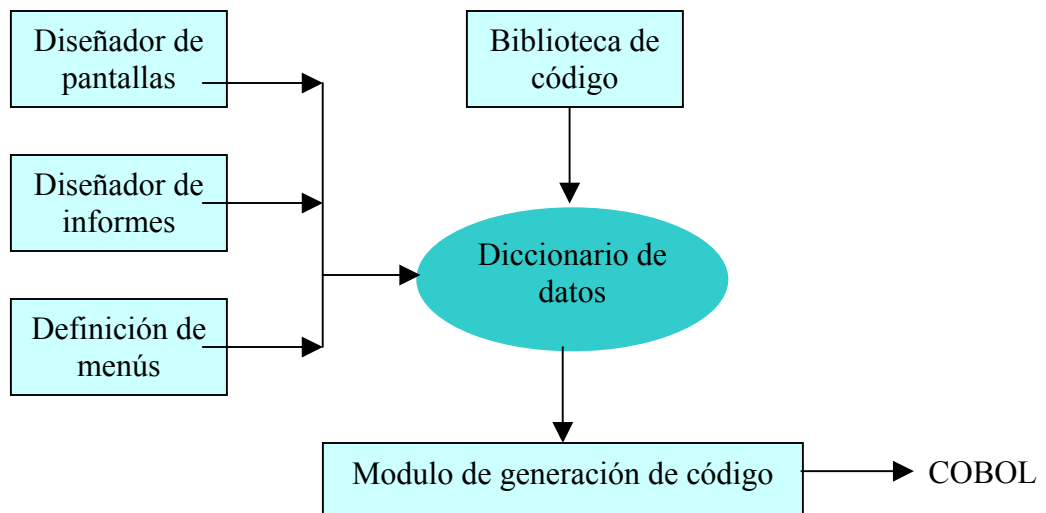 Diseñador de
pantallas
Biblioteca de
código
Diseñador de
informes
Diccionario de
datos
Definición de
menús
Modulo de generación de código
COBOL